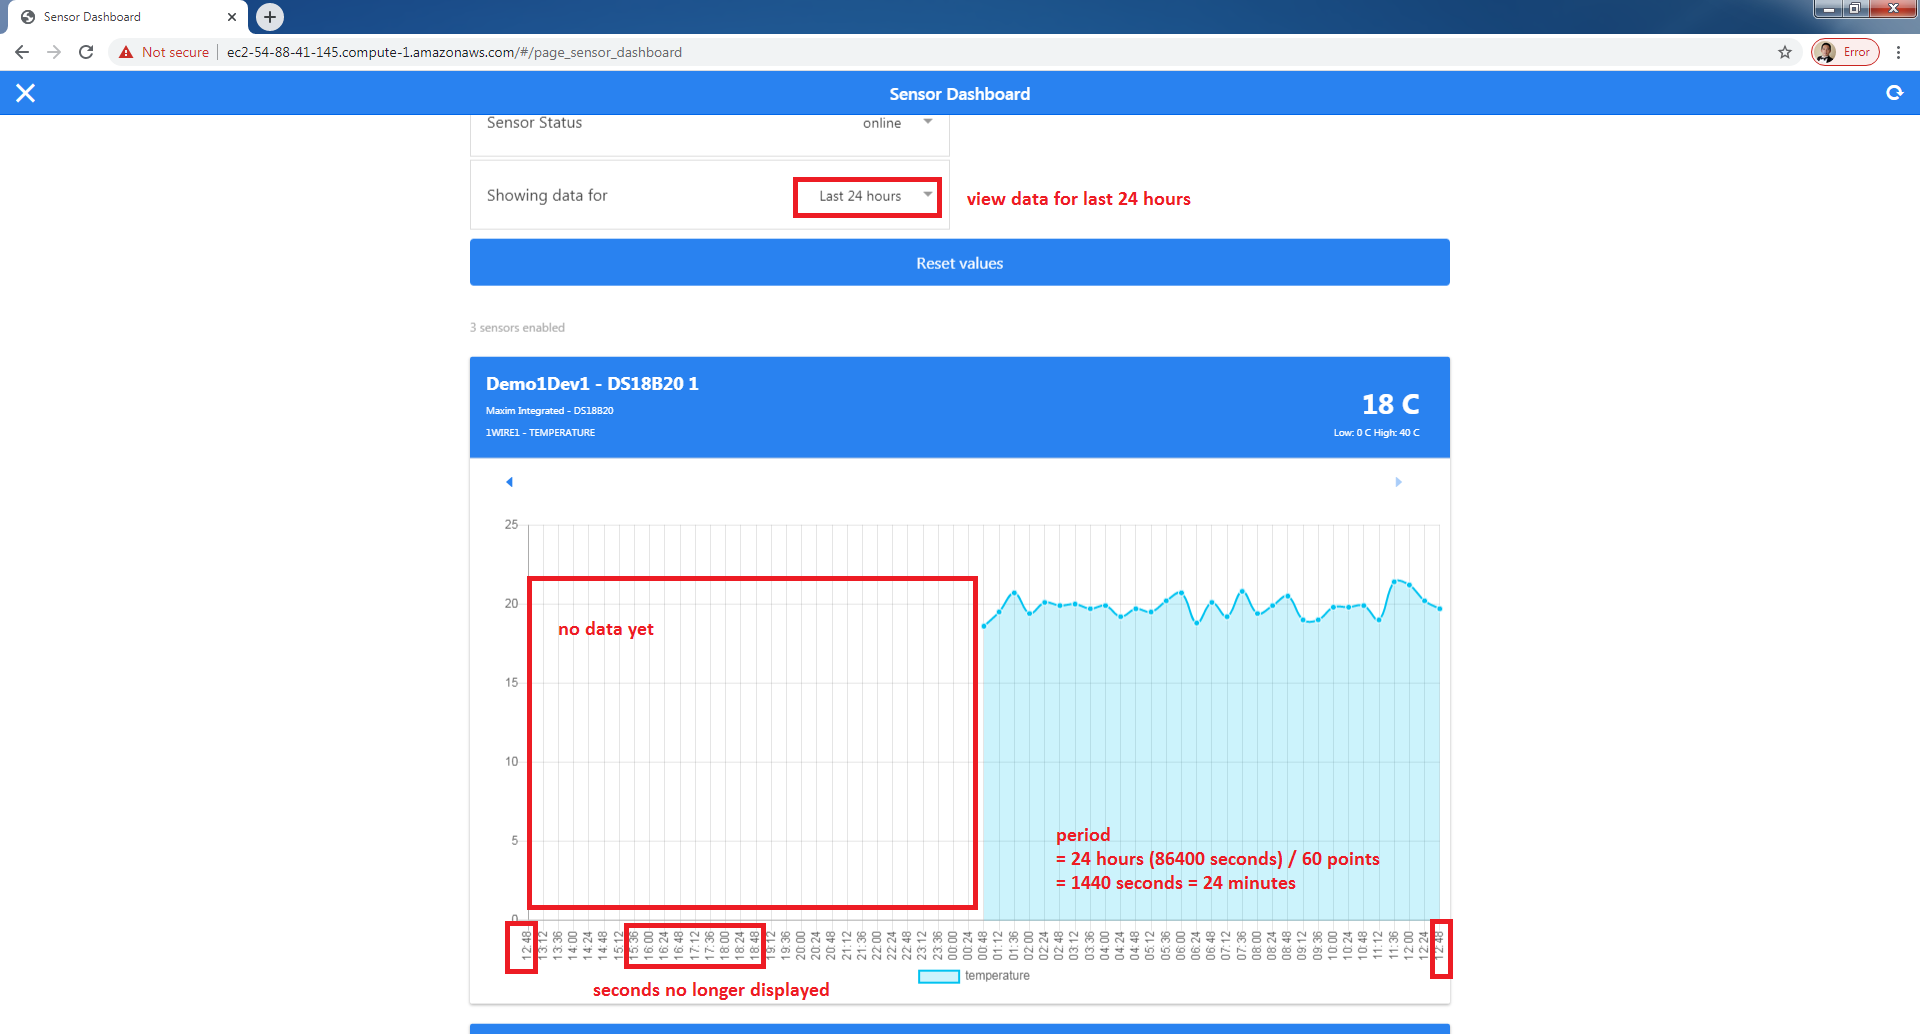 Sensor Dashboard
Not secure
ec2-54-88-41-145.compute-1.amazonaws.com/#/page_sensor_dashboard
Error
Sensor Dashboard
Sensor Status
online
Showing data for
Last 24 hours
view data for last 24 hours
Reset values
3 sensors enabled
Demo1Dev1 - DS18B20 1
Maxim Integrated - DS18B20
1WIRE1 - TEMPERATURE
18 C
Low: 0 C High: 40 C
25
20
15
10
5
0
no data yet
period
= 24 hours (86400 seconds) / 60 points
= 1440 seconds = 24 minutes
12:48
13:12
13:36
14:00
14:24
14:48
15:12
15:36
16:00
16:24
16:48
17:12
17:36
18:00
18:24
18:48
19:12
19:36
20:00
20:24
20:48
21:12
21:36
22:00
22:24
22:48
23:12
23:36
00:00
00:24
00:48
01:12
01:36
02:00
02:24
02:48
03:12
03:36
04:00
04:24
04:48
05:12
05:36
06:00
06:24
06:48
07:12
07:36
08:00
08:24
08:48
09:12
09:36
10:00
10:24
10:48
11:12
11:36
12:00
12:24
12:48
temperature
seconds no longer displayed